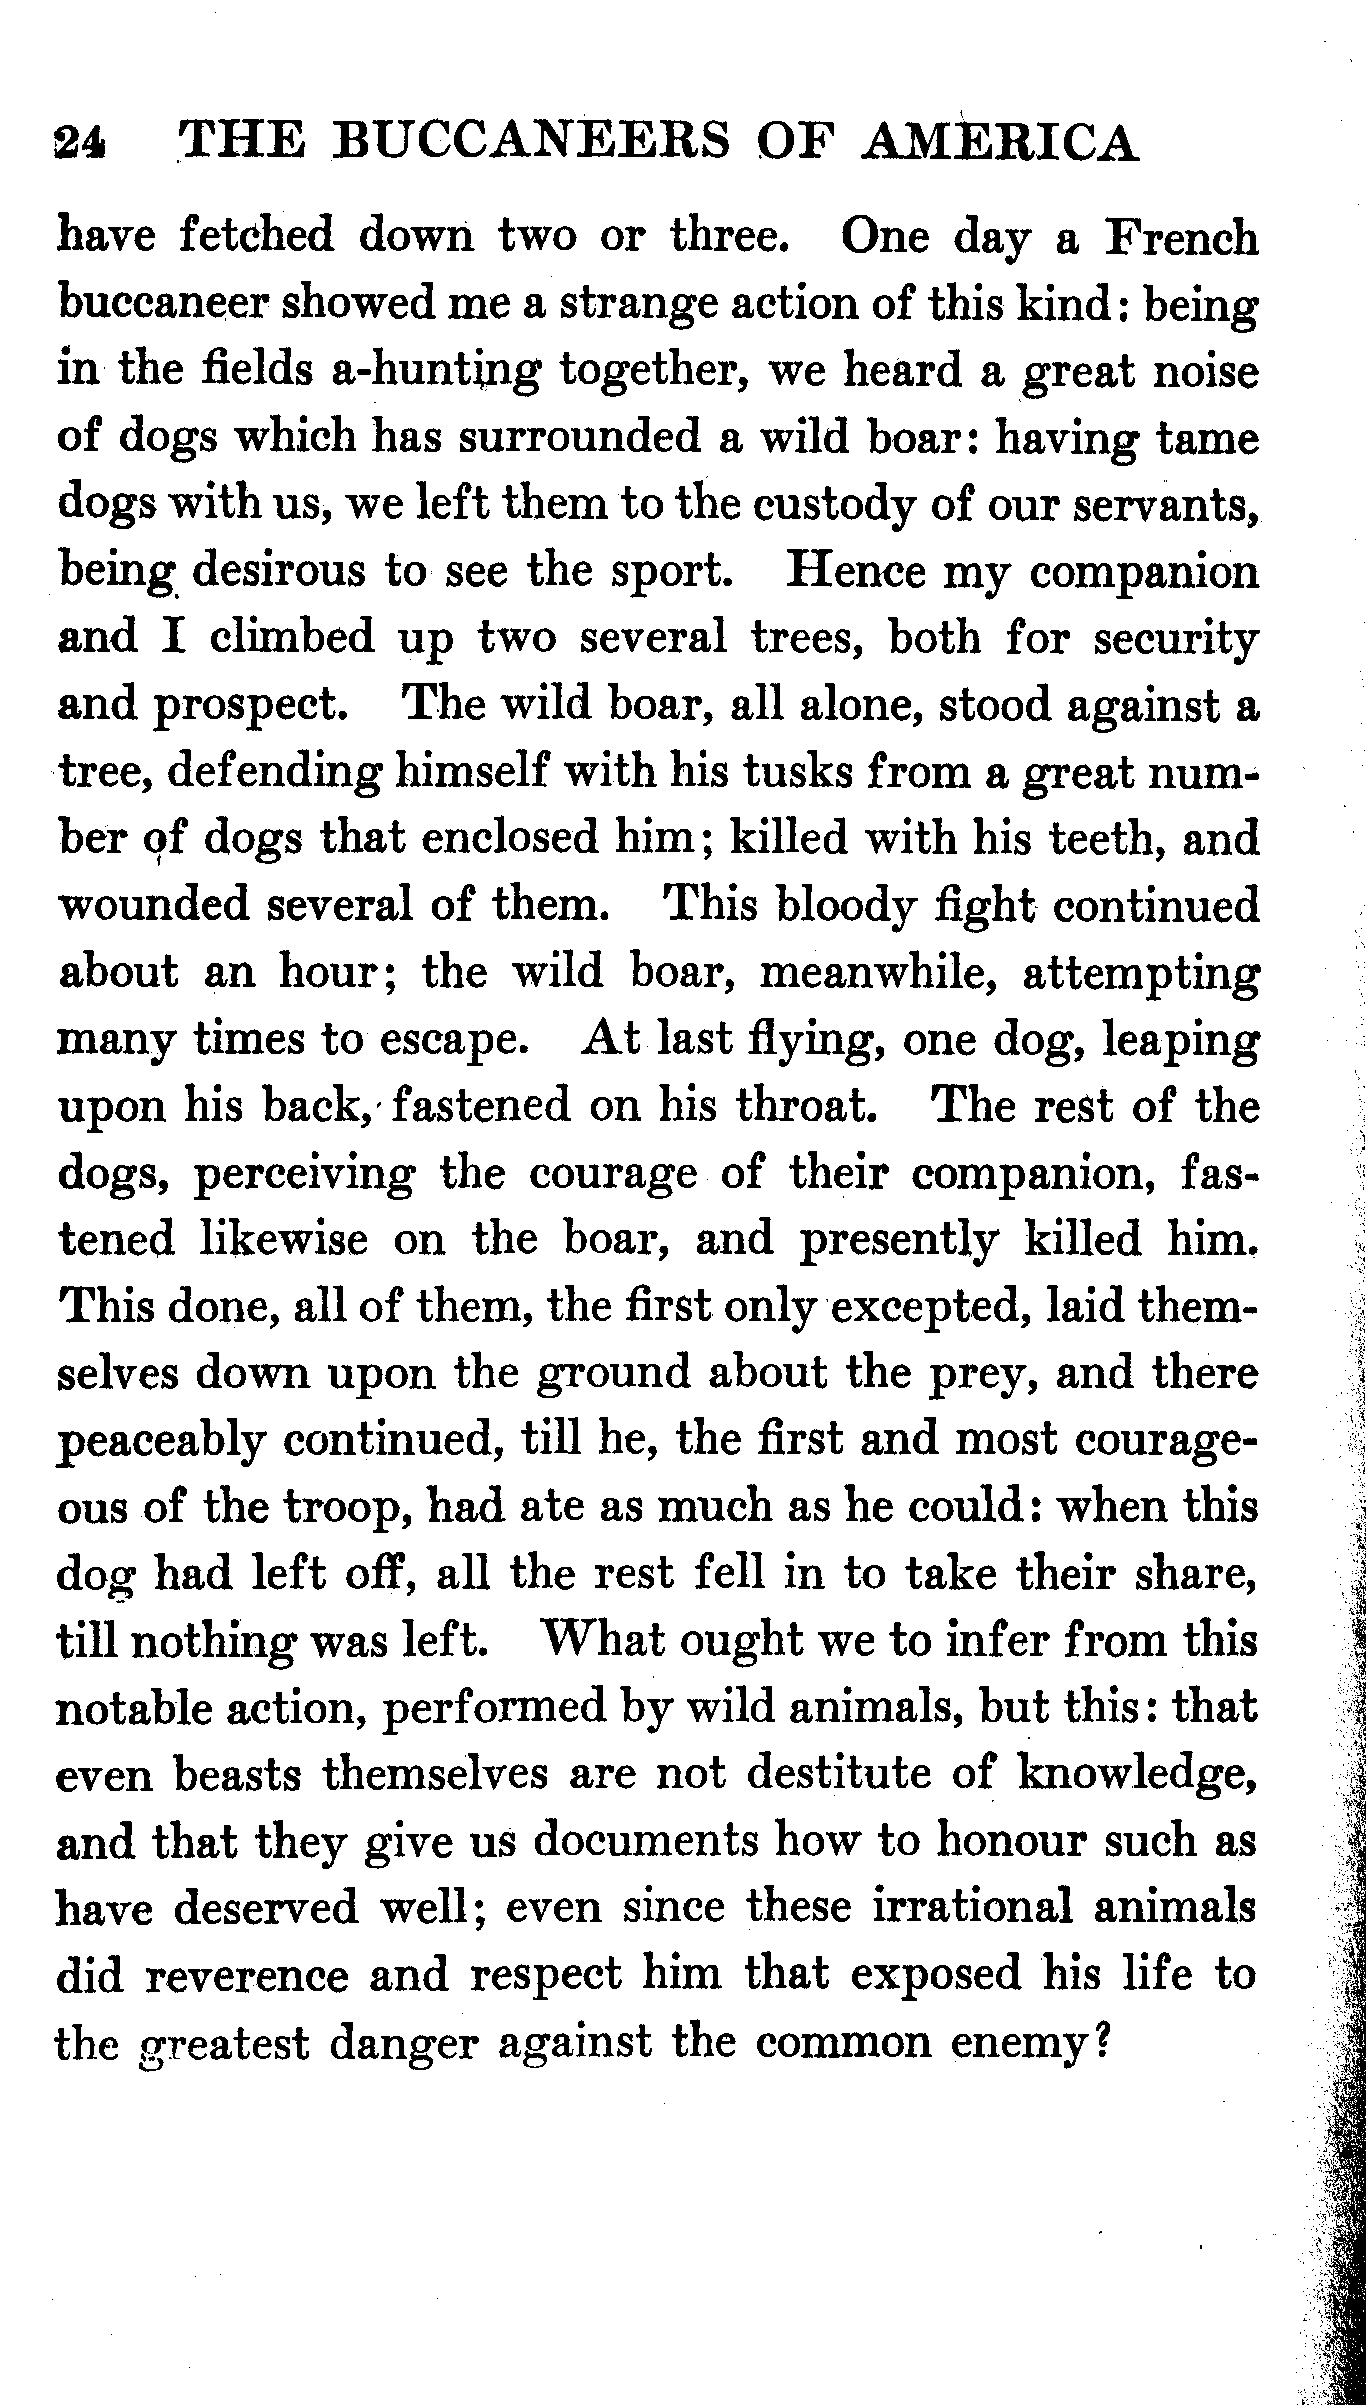 24 THE BUCCANEERS OF AMERICA
have fetched down two or three. One day a French
buccaneer showed me a strange action of this kind: being
in the fields a-hunting together, we heard a great noise
of dogs which has surrounded a wild boar: having tame
dogs with us, we left them to the custody of our servants,
being desirous to see the sport. Hence my companion
and I climbed up two several trees, both for security
and prospect. The wild boar, all alone, stood against a
tree, defending himself with his tusks from a great num-
ber of dogs that enclosed him; killed with his teeth, and
wounded several of them. This bloody fight continued
about an hour; the wild boar, meanwhile, attempting
many times to escape. At last flying, one dog, leaping
upon his back, fastened on his throat. The rest of the
dogs, perceiving the courage of their companion, fas-
tened likewise on the boar, and presently killed him.
This done, all of them, the first only excepted, laid them-
selves down upon the ground about the prey, and there
peaceably continued, till he, the first and most courage-
ous of the troop, had ate as much as he could: when this
dog had left off, all the rest fell in to take their share,
till nothing was left. What ought we to infer from this
notable action, performed by wild animals, but this: that
even beasts themselves are not destitute of knowledge,
and that they give us documents how to honour such as
have deserved well; even since these irrational animals
did reverence and respect him that exposed his life to
the greatest danger against the common enemy?